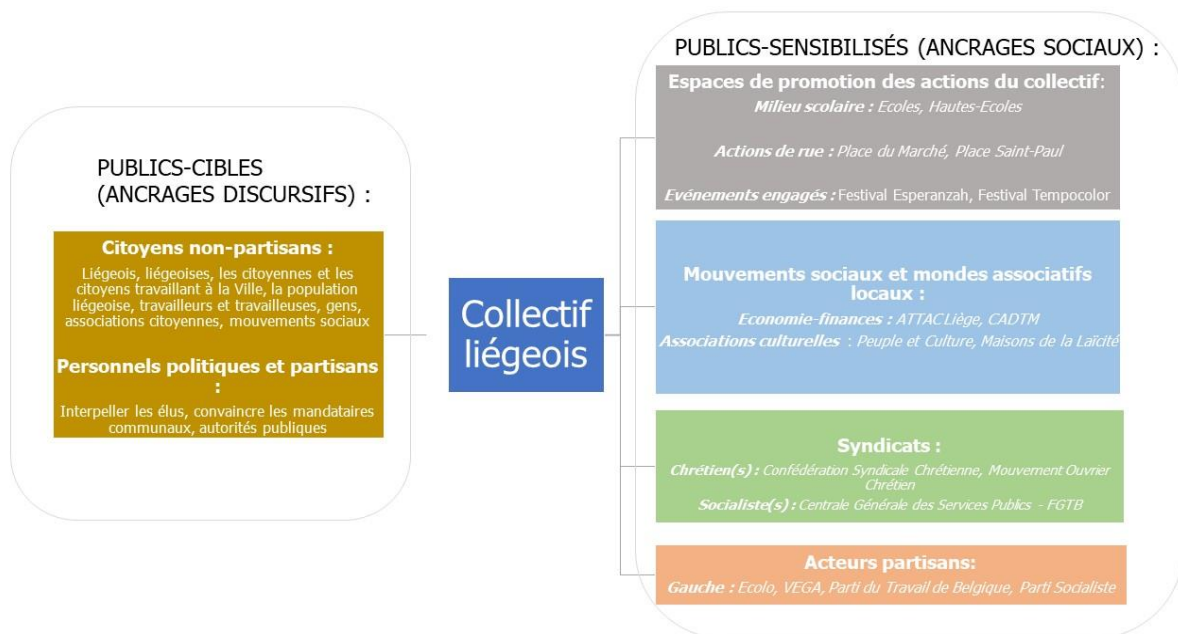 PUBLICS-CIBLES
(ANCRAGES DISCURSIFS) :
Citoyens non-partisans :
Liégeois, liégeoises, les citoyennes et les
citoyens travaillant à la Ville, la population
liégeoise, travailleurs et travailleuses, gens,
associations citoyennes, mouvements sociaux
Personnels politiques et partisans
:
Interpeller les élus, convaincre les mandataires
communaux, autorités publiques
Collectif
liégeois
PUBLICS-SENSIBILISÉS (ANCRAGES SOCIAUX) :
Espaces de promotion des actions du collectif:
Milieu scolaire : Ecoles, Hautes-Ecoles
Actions de rue : Place du Marché, Place Saint-Paul
Evénements engagés : Festival Esperanzah, Festival Tempocolor
Mouvements sociaux et mondes associatifs
locaux :
Economie-finances : ATTAC Liège, CADTM
Associations culturelles : Peuple et Culture, Maisons de la Laïcité
Syndicats :
Chrétien(s) : Confédération Syndicale Chrétienne, Mouvement Ouvrier
Chrétien
Socialiste(s) : Centrale Générale des Services Publics - FGTB
Acteurs partisans:
Gauche : Ecolo, VEGA, Parti du Travail de Belgique, Parti Socialiste